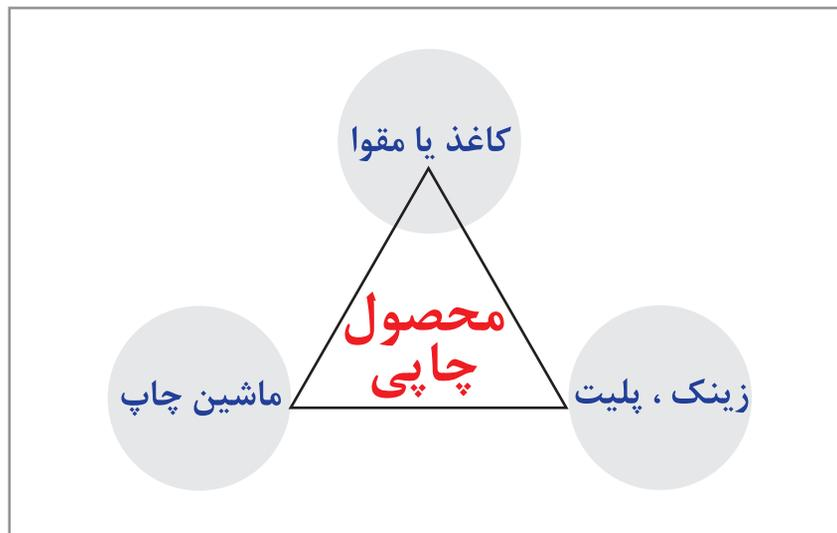 کاغذ یا مقوا
محصول
چاپی
زینک ، پلیت
ماشین چاپ